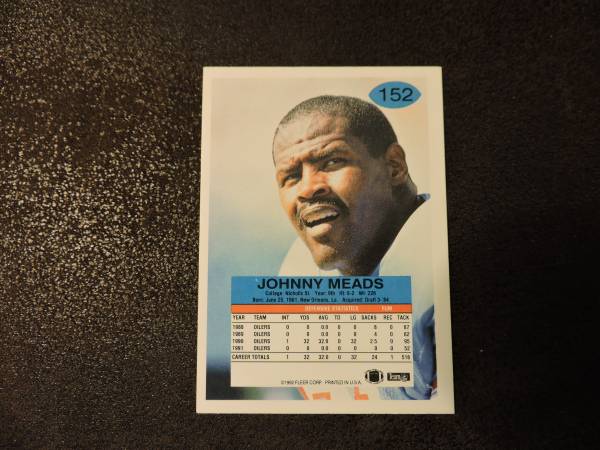 152
JOHNNY MEADS
College: Nicholls St. Year: 9th Ht: 6-2 Wt: 226
Born: June 25, 1961, New Orleans, La. Acquired: Draft 3-'84
DEFENSIVE STATISTICS FUM
YEAR TEAM INT YDS AVG TD LG SACKS REC TACK
1988 OILERS 0 0 0.0 0 0 8 0 67
1989 OILERS 0 0 0.0 0 0 4 0 62
1990 OILERS 1 32 32.0 0 32 2.5 0 95
1991 OILERS 0 0 0.0 0 0 0 0 52
CAREER TOTALS 1 32 32.0 0 32 24 1 516
©1992 FLEER CORP. PRINTED IN U.S.A.